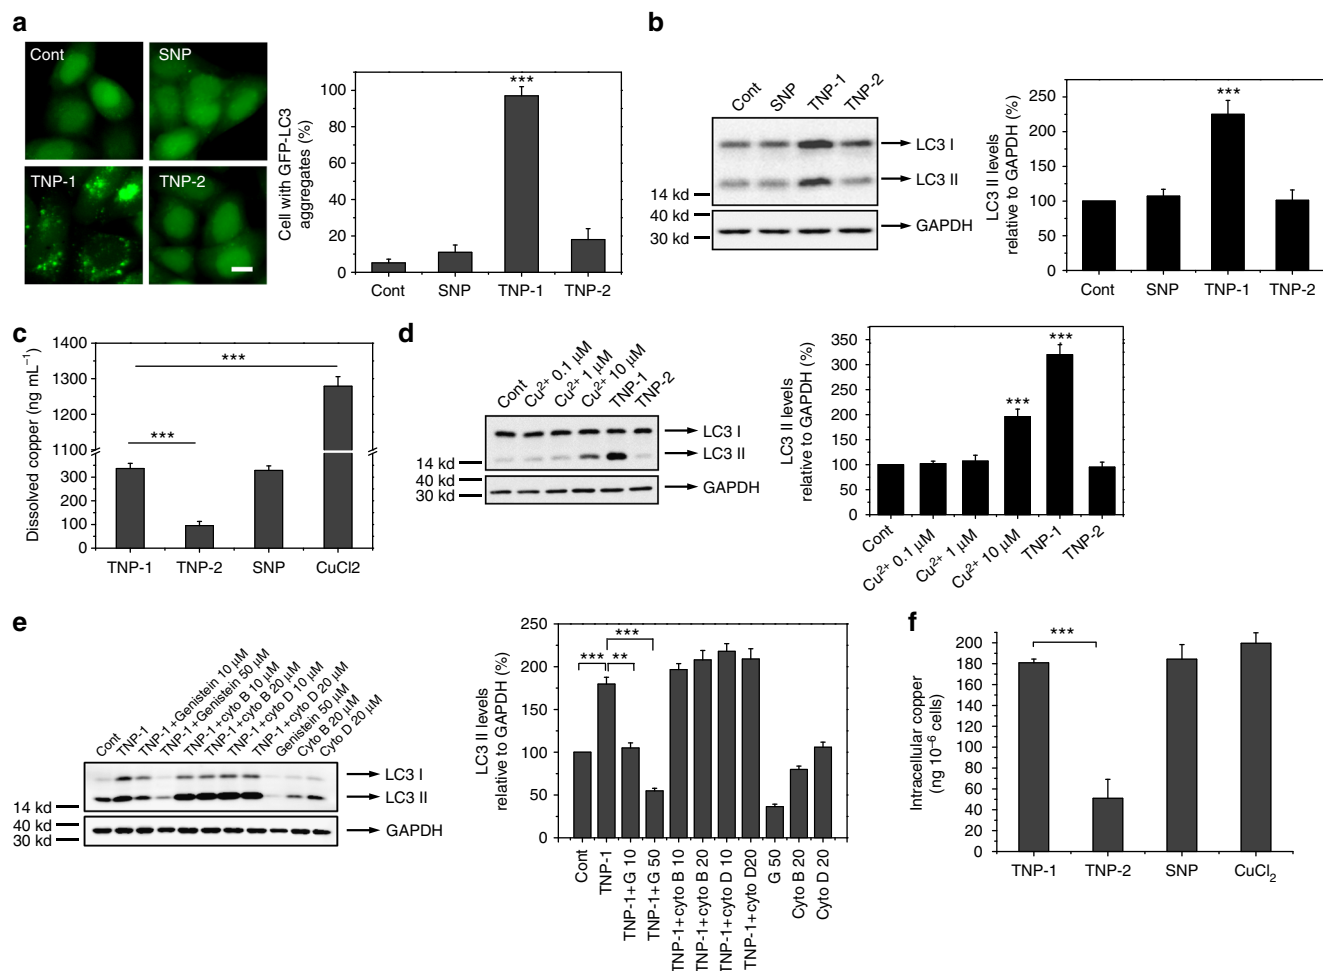 a
Cont
SNP
TNP-1
TNP-2
Cell with GFP-LC3
aggregates (%)
100
80
60
40
20
0
***
Cont
SNP
TNP-1
TNP-2
b
Cont
SNP
TNP-1
TNP-2
LC3 I
LC3 II
14 kd
40 kd
GAPDH
30 kd
LC3 II levels
relative to GAPDH (%)
250
200
150
100
50
0
***
Cont
SNP
TNP-1
TNP-2
c
Dissolved copper (ng mL⁻¹)
1400
1300
1200
1100
300
200
100
0
***
***
TNP-1
TNP-2
SNP
CuCl2
d
Cont
Cu²⁺ 0.1 μM
Cu²⁺ 1 μM
Cu²⁺ 10 μM
TNP-1
TNP-2
LC3 I
LC3 II
14 kd
40 kd
GAPDH
30 kd
LC3 II levels
relative to GAPDH (%)
350
300
250
200
150
100
50
0
***
***
Cont
Cu²⁺ 0.1 μM
Cu²⁺ 1 μM
Cu²⁺ 10 μM
TNP-1
TNP-2
e
Cont
TNP-1
TNP-1+Genistein 10 μM
TNP-1+Genistein 50 μM
TNP-1+cyto B 10 μM
TNP-1+cyto B 20 μM
TNP-1+cyto D 10 μM
TNP-1+cyto D 20 μM
Genistein 50 μM
Cyto B 20 μM
Cyto D 20 μM
LC3 I
LC3 II
14 kd
40 kd
GAPDH
30 kd
LC3 II levels
relative to GAPDH (%)
250
200
150
100
50
0
***
***
**
Cont
TNP-1
TNP-1+G 10
TNP-1+G 50
TNP-1+cyto B 10
TNP-1+cyto B 20
TNP-1+cyto D 10
TNP-1+cyto D20
G 50
Cyto B 20
Cyto D 20
f
Intracellular copper
(ng 10⁻⁶ cells)
200
180
160
140
120
100
80
60
40
20
0
***
TNP-1
TNP-2
SNP
CuCl₂